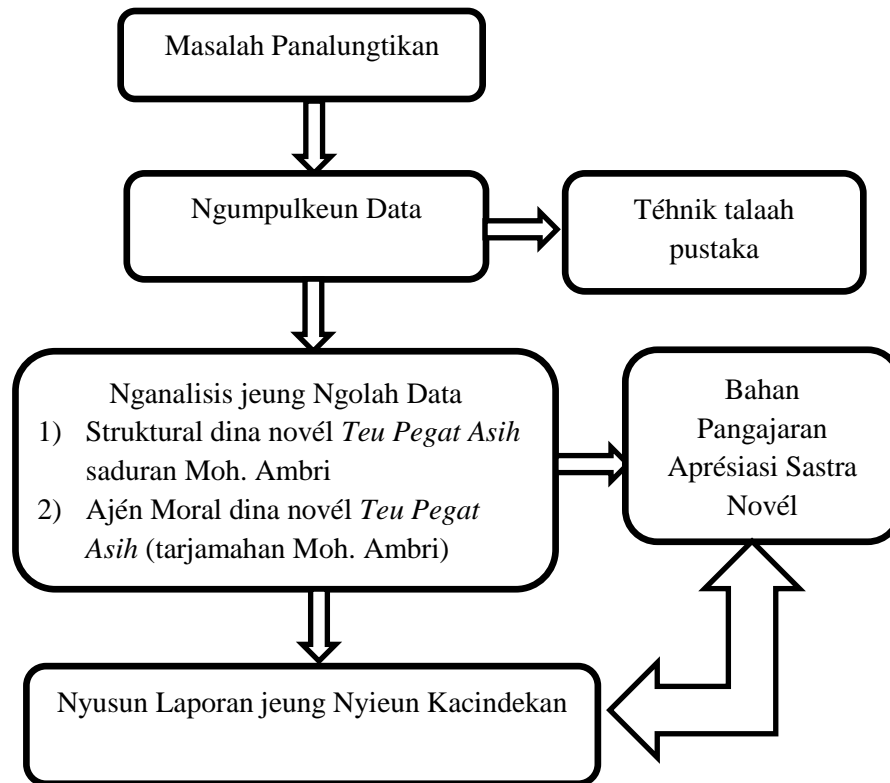 Masalah Panalungtikan
Ngumpulkeun Data
Téhnik talaah
pustaka
Nganalisis jeung Ngolah Data
1) Struktural dina novél Teu Pegat Asih
saduran Moh. Ambri
2) Ajén Moral dina novél Teu Pegat
Asih (tarjamahan Moh. Ambri)
Bahan
Pangajaran
Aprésiasi Sastra
Novél
Nyusun Laporan jeung Nyieun Kacindekan